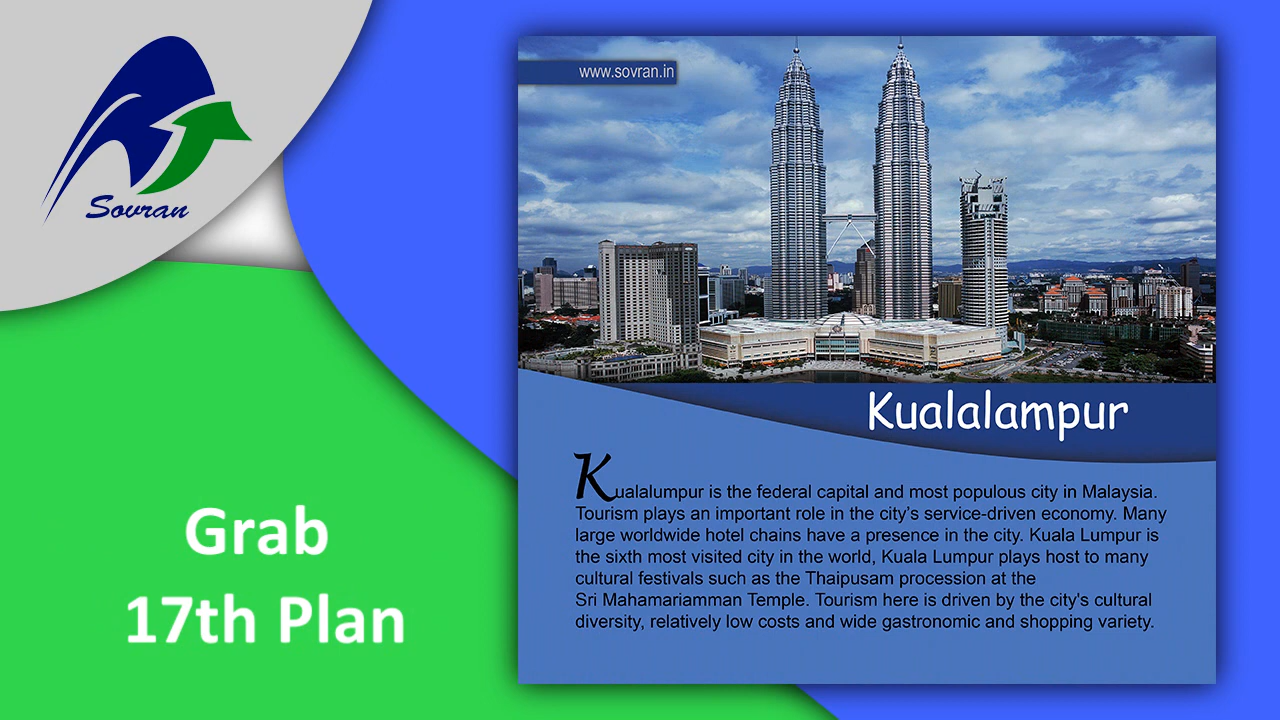 Sovran
www.sovran.in
Kualalampur
Kualalumpur is the federal capital and most populous city in Malaysia.
Tourism plays an important role in the city's service-driven economy. Many
large worldwide hotel chains have a presence in the city. Kuala Lumpur is
the sixth most visited city in the world, Kuala Lumpur plays host to many
cultural festivals such as the Thaipusam procession at the
Sri Mahamariamman Temple. Tourism here is driven by the city's cultural
diversity, relatively low costs and wide gastronomic and shopping variety.
Grab
17th Plan